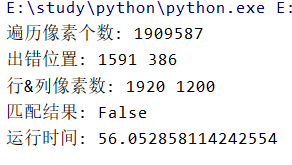 E:\study\python\python.exe E:
遍历像素个数: 1909587
出错位置: 1591 386
行&列像素数: 1920 1200
匹配结果: False
运行时间: 56.052858114242554